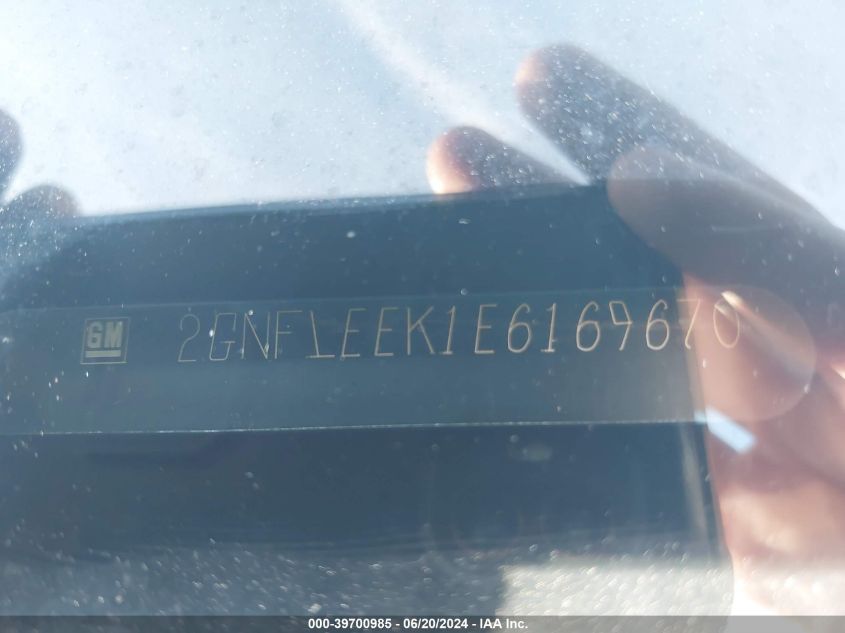 GM 2GNFLEEK1E6169670
000-39700985 - 06/20/2024 - IAA Inc.